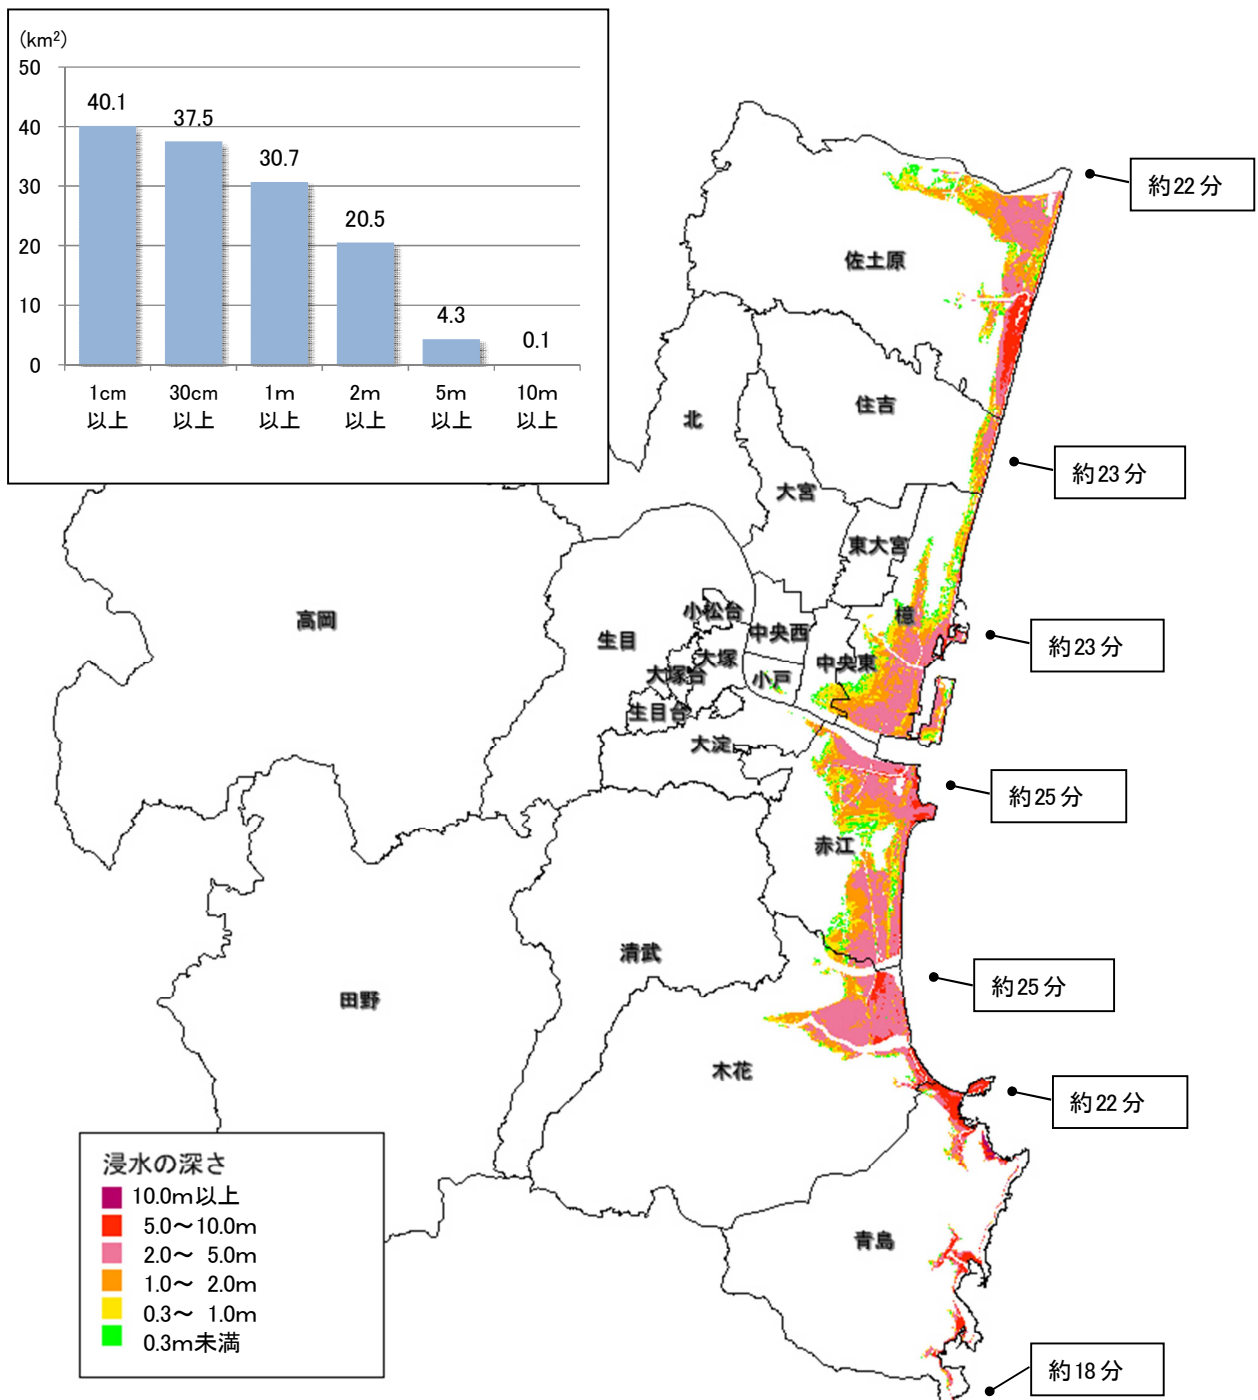 (km²)
50
40
30
20
10
0
40.1
37.5
30.7
20.5
4.3
0.1
1cm
以上
30cm
以上
1m
以上
2m
以上
5m
以上
10m
以上
約22分
佐土原
住吉
北
約23分
大宮
東大宮
高岡
小松台
檍
生目
中央西
約23分
大塚
中央東
大塚台
小戸
生目台
大淀
約25分
赤江
清武
約25分
田野
木花
約22分
青島
約18分
浸水の深さ
10.0m以上
5.0～10.0m
2.0～ 5.0m
1.0～ 2.0m
0.3～ 1.0m
0.3m未満